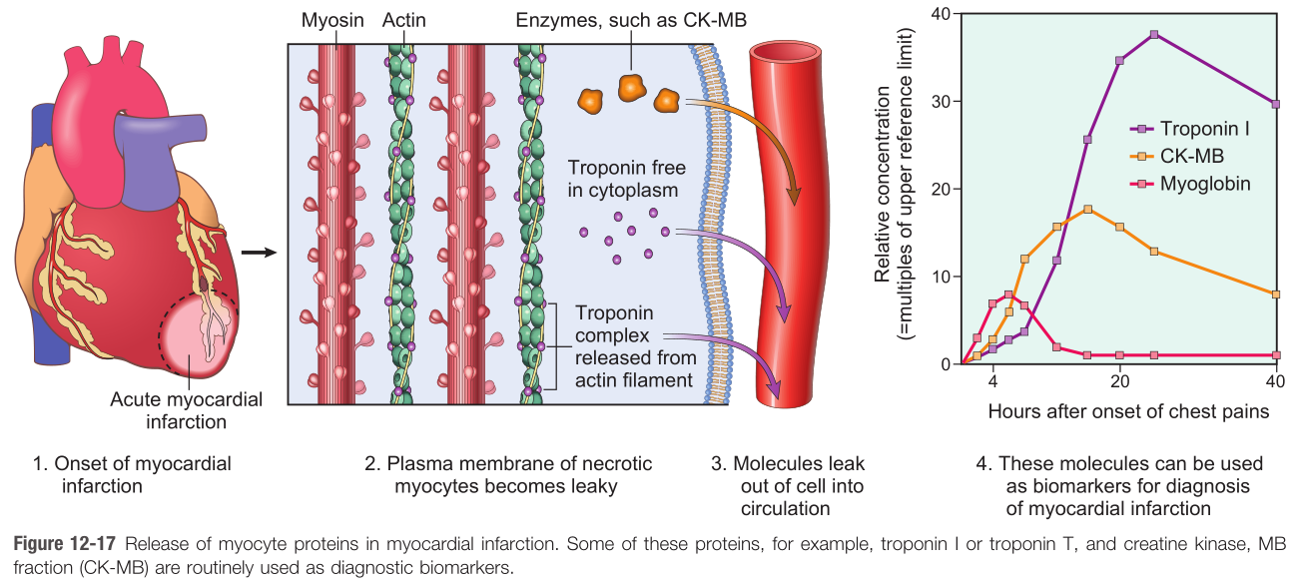 Myosin
Actin
Enzymes, such as CK-MB
Troponin free
in cytoplasm
Troponin
complex
released from
actin filament
Acute myocardial
infarction
1. Onset of myocardial
infarction
2. Plasma membrane of necrotic
myocytes becomes leaky
3. Molecules leak
out of cell into
circulation
Relative concentration
(=multiples of upper reference limit)
40
30
20
10
0
Troponin I
CK-MB
Myoglobin
4
20
40
Hours after onset of chest pains
4. These molecules can be used
as biomarkers for diagnosis
of myocardial infarction
Figure 12-17 Release of myocyte proteins in myocardial infarction. Some of these proteins, for example, troponin I or troponin T, and creatine kinase, MB
fraction (CK-MB) are routinely used as diagnostic biomarkers.